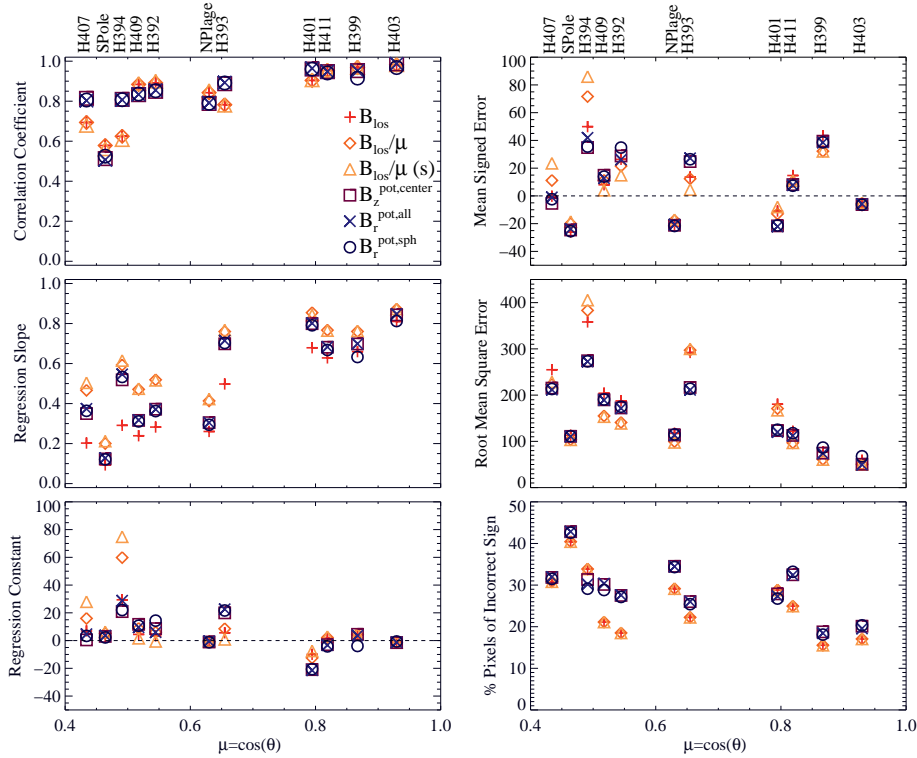 H407 SPole H394 H409 H392 NPlage H393 H401 H411 H399 H403
H407 SPole H394 H409 H392 NPlage H393 H401 H411 H399 H403
Correlation Coefficient
1.0
0.8
0.6
0.4
0.2
0.0
B_los
B_los/μ
B_los/μ (s)
B_z^pot,center
B_r^pot,all
B_r^pot,sph
Mean Signed Error
100
80
60
40
20
0
−20
−40
Regression Slope
1.0
0.8
0.6
0.4
0.2
0.0
Root Mean Square Error
400
300
200
100
0
Regression Constant
100
80
60
40
20
0
−20
−40
0.4 0.6 0.8 1.0
μ=cos(θ)
% Pixels of Incorrect Sign
50
40
30
20
10
0
0.4 0.6 0.8 1.0
μ=cos(θ)